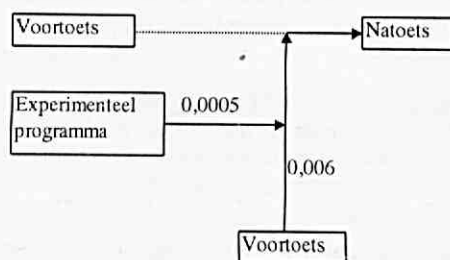 Voortoets
Natoets
Experimenteel
programma
0,0005
0,006
Voortoets